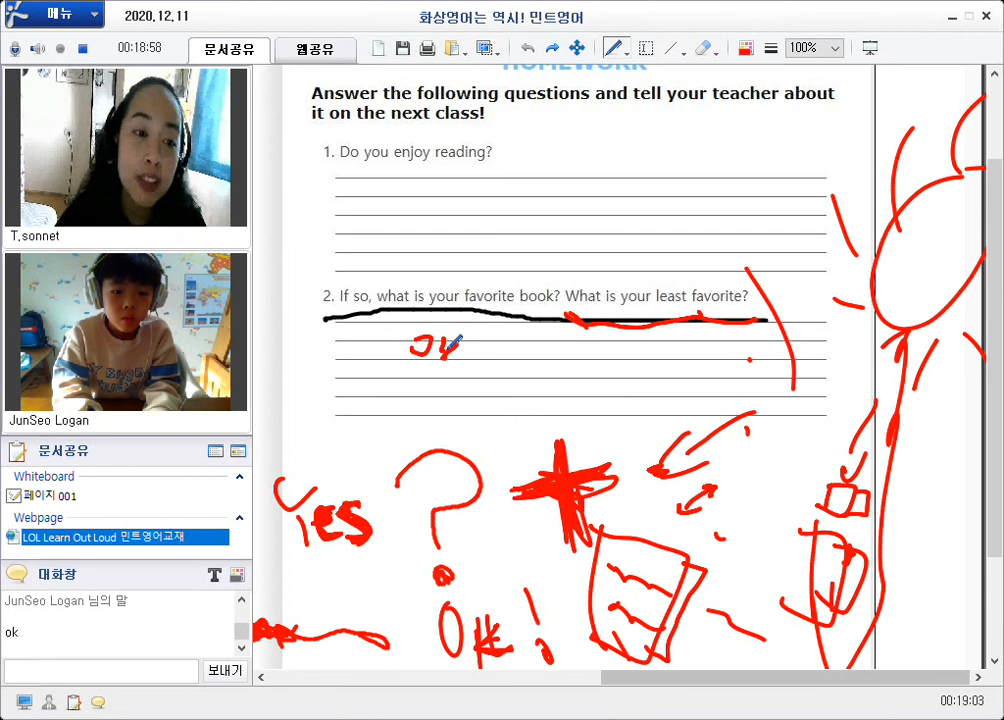 메뉴
2020.12.11
화상영어는 역시! 민트영어
00:18:58
문서공유
웹공유
100%
HOMEWORK
Answer the following questions and tell your teacher about
it on the next class!
1. Do you enjoy reading?
2. If so, what is your favorite book? What is your least favorite?
T.sonnet
JunSeo Logan
문서공유
Whiteboard
페이지 001
Webpage
LOL Learn Out Loud 민트영어교재
대화창
T
JunSeo Logan 님의 말
ok
보내기
?
YES
OK!
00:19:03